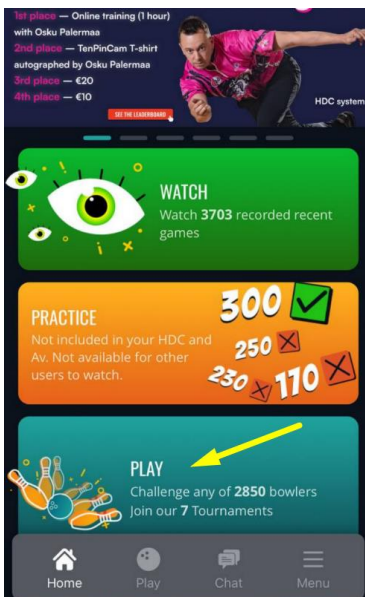 1st place — Online training (1 hour)
with Osku Palermaa
2nd place — TenPinCam T-shirt
autographed by Osku Palermaa
3rd place — €20
4th place — €10
HDC system
SEE THE LEADERBOARD
WATCH
Watch 3703 recorded recent
games
PRACTICE
Not included in your HDC and
Av. Not available for other
users to watch.
300
250
230
170
PLAY
Challenge any of 2850 bowlers
Join our 7 Tournaments
Home
Play
Chat
Menu